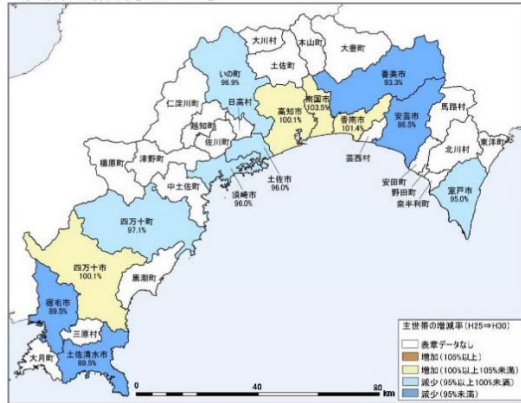 大川村
本山町
大豊町
土佐町
いの町
96.9%
香美市
93.3%
仁淀川町
日高村
高知市
100.1%
南国市
103.5%
香南市
101.4%
安芸市
86.5%
馬路村
越知町
佐川町
北川村
東洋町
檮原町
津野町
芸西村
中土佐町
須崎市
96.0%
土佐市
96.0%
安田町
野田町
奈半利町
室戸市
95.0%
四万十町
97.1%
四万十市
100.1%
黒潮町
宿毛市
89.5%
三原村
大月町
土佐清水市
89.5%
主世帯の増減率(H25⇒H30)
表章データなし
増加(105%以上)
増加(100%以上105%未満)
減少(95%以上100%未満)
減少(95%未満)
0 40 80
km